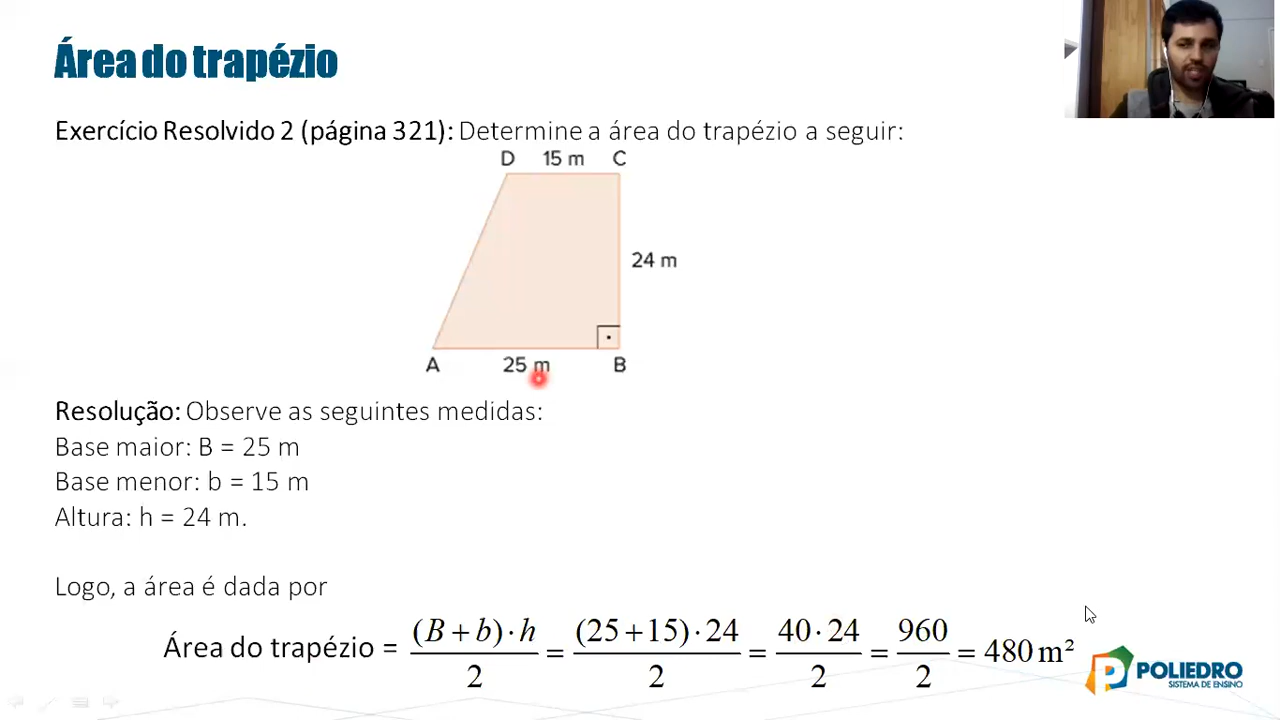 Área do trapézio
Exercício Resolvido 2 (página 321): Determine a área do trapézio a seguir:
D 15 m C
24 m
A 25 m B
Resolução: Observe as seguintes medidas:
Base maior: B = 25 m
Base menor: b = 15 m
Altura: h = 24 m.
Logo, a área é dada por
Área do trapézio = (B + b) · h / 2 = (25 + 15) · 24 / 2 = 40 · 24 / 2 = 960 / 2 = 480 m²
POLIEDRO
SISTEMA DE ENSINO